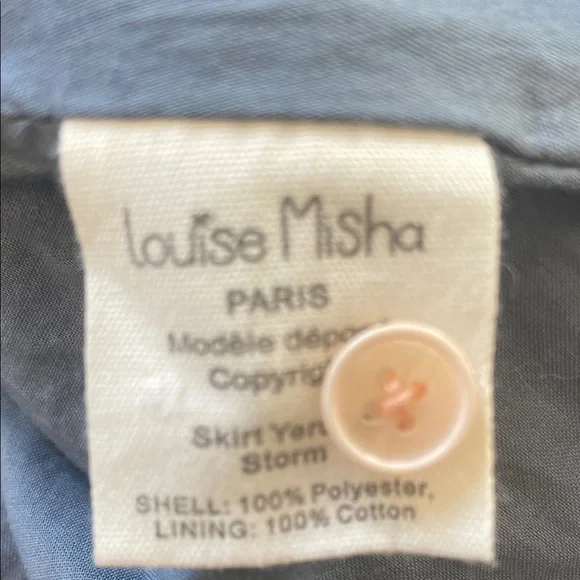 Louise Misha
PARIS
Modèle
Skirt
Storm
SHELL: 100% Polyester,
LINING: 100% Cotton